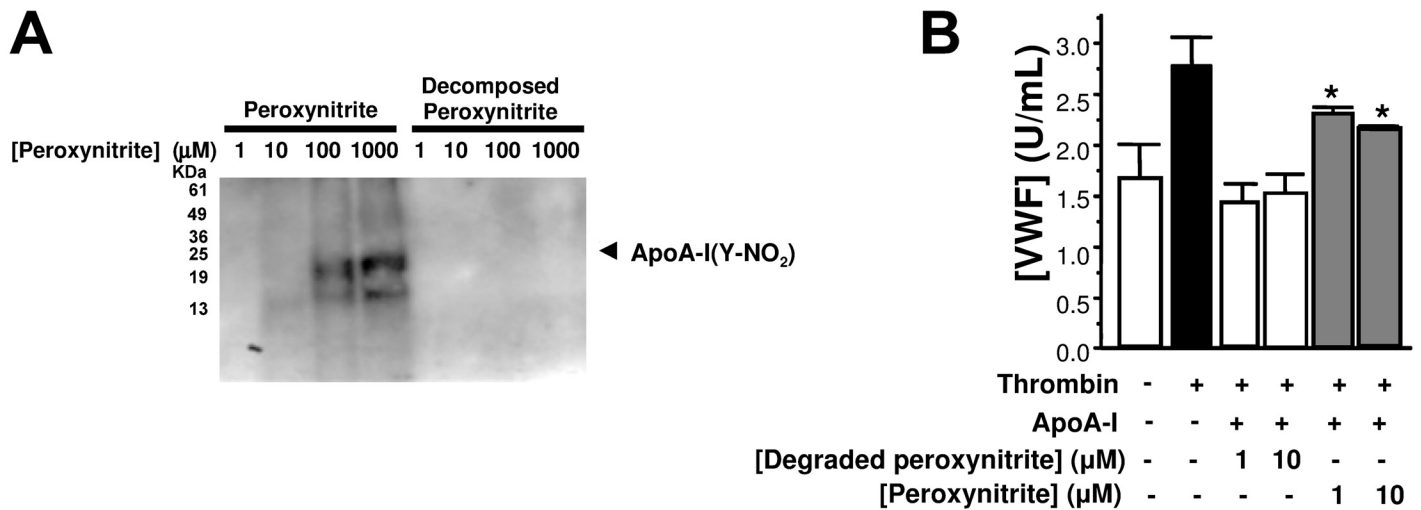 A
Decomposed
Peroxynitrite
Peroxynitrite
[Peroxynitrite] (µM) 1 10 100 1000 1 10 100 1000
KDa
61
49
36
25
19
13
ApoA-I(Y-NO2)
B
[VWF] (U/mL)
3.0
2.5
2.0
1.5
1.0
0.5
0.0
* *
Thrombin - + + + + +
ApoA-I - - + + + +
[Degraded peroxynitrite] (µM) - - 1 10 - -
[Peroxynitrite] (µM) - - - - 1 10